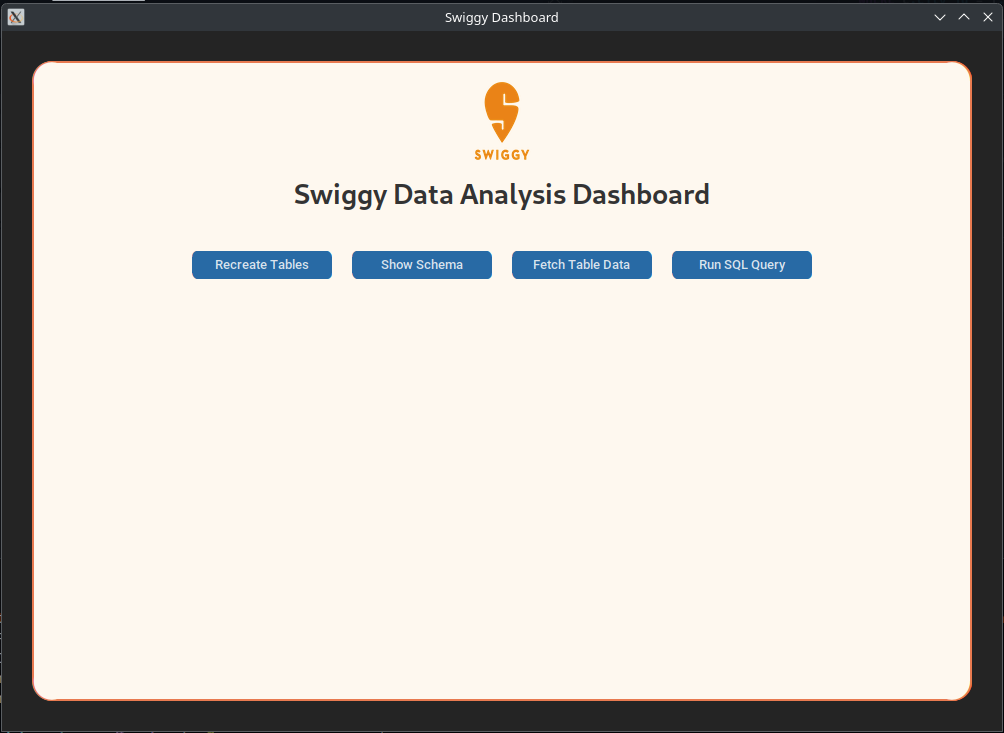 Swiggy Dashboard
SWIGGY
Swiggy Data Analysis Dashboard
Recreate Tables
Show Schema
Fetch Table Data
Run SQL Query